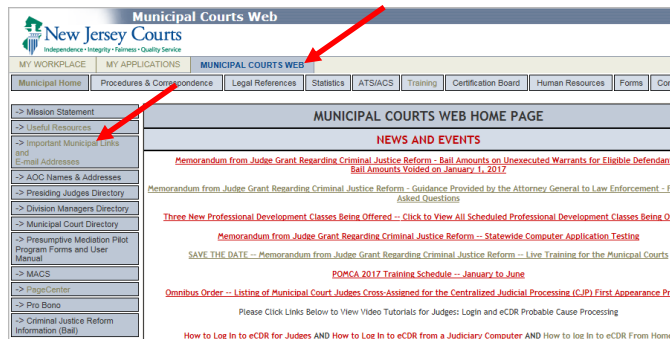 Municipal Courts Web
New Jersey Courts
Independence • Integrity • Fairness • Quality Service
MY WORKPLACE MY APPLICATIONS MUNICIPAL COURTS WEB
Municipal Home Procedures & Correspondence Legal References Statistics ATS/ACS Training Certification Board Human Resources Forms Con
-> Mission Statement
-> Useful Resources
-> Important Municipal Links
and
E-mail Addresses
-> AOC Names & Addresses
-> Presiding Judges Directory
-> Division Managers Directory
-> Municipal Court Directory
-> Presumptive Mediation Pilot
Program Forms and User
Manual
-> MACS
-> PageCenter
-> Pro Bono
-> Criminal Justice Reform
Information (Bail)
MUNICIPAL COURTS WEB HOME PAGE
NEWS AND EVENTS
Memorandum from Judge Grant Regarding Criminal Justice Reform - Bail Amounts on Unexecuted Warrants for Eligible Defendan
Bail Amounts Voided on January 1, 2017
Memorandum from Judge Grant Regarding Criminal Justice Reform - Guidance Provided by the Attorney General to Law Enforcement - F
Asked Questions
Three New Professional Development Classes Being Offered -- Click to View All Scheduled Professional Development Classes Being O
Memorandum from Judge Grant Regarding Criminal Justice Reform -- Statewide Computer Application Testing
SAVE THE DATE -- Memorandum from Judge Grant Regarding Criminal Justice Reform -- Live Training for the Municpal Courts
POMCA 2017 Training Schedule -- January to June
Omnibus Order -- Listing of Municipal Court Judges Cross-Assigned for the Centralized Judicial Processing (CJP) First Appearance Pr
Please Click Links Below to View Video Tutorials for Judges: Login and eCDR Probable Cause Processing
How to Log In to eCDR for Judges AND How to Log In to eCDR from a Judiciary Computer AND How to log In to eCDR From Home